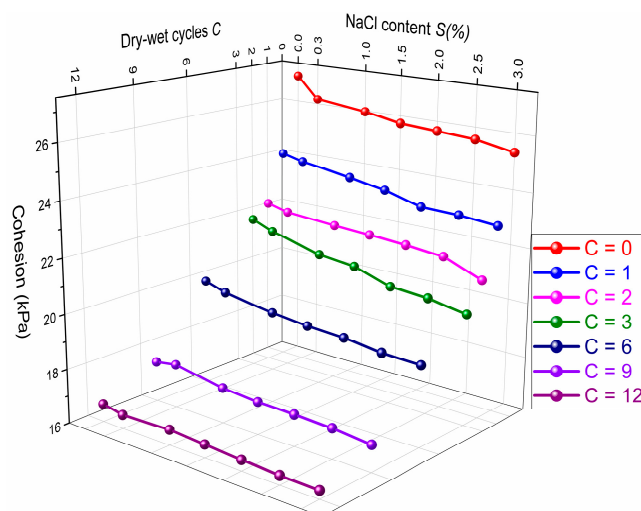 Dry-wet cycles C
NaCl content S(%)
12
9
6
3
2
1
0
0.0
0.3
1.0
1.5
2.0
2.5
3.0
Cohesion (kPa)
26
24
22
20
18
16
C = 0
C = 1
C = 2
C = 3
C = 6
C = 9
C = 12